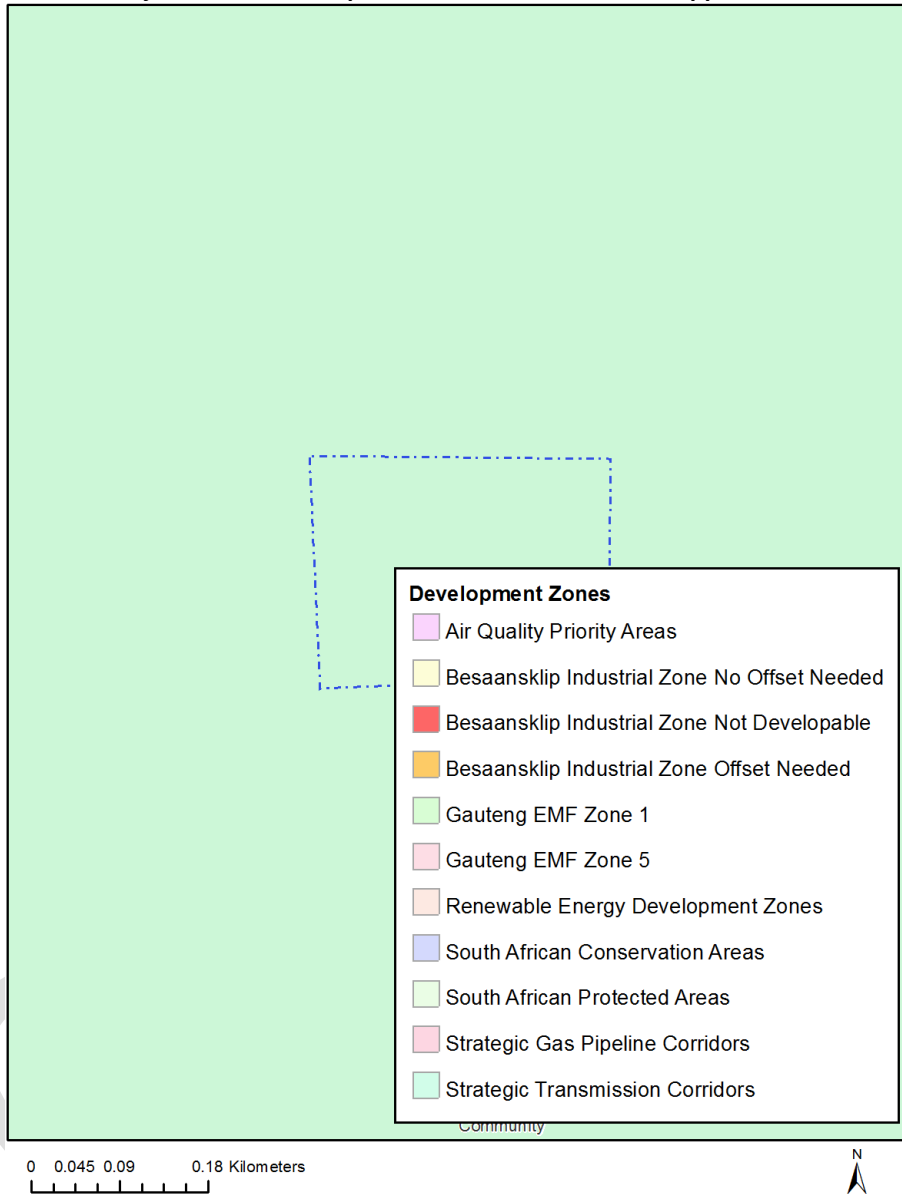 Development Zones
Air Quality Priority Areas
Besaansklip Industrial Zone No Offset Needed
Besaansklip Industrial Zone Not Developable
Besaansklip Industrial Zone Offset Needed
Gauteng EMF Zone 1
Gauteng EMF Zone 5
Renewable Energy Development Zones
South African Conservation Areas
South African Protected Areas
Strategic Gas Pipeline Corridors
Strategic Transmission Corridors
Community
0 0.045 0.09 0.18 Kilometers
N